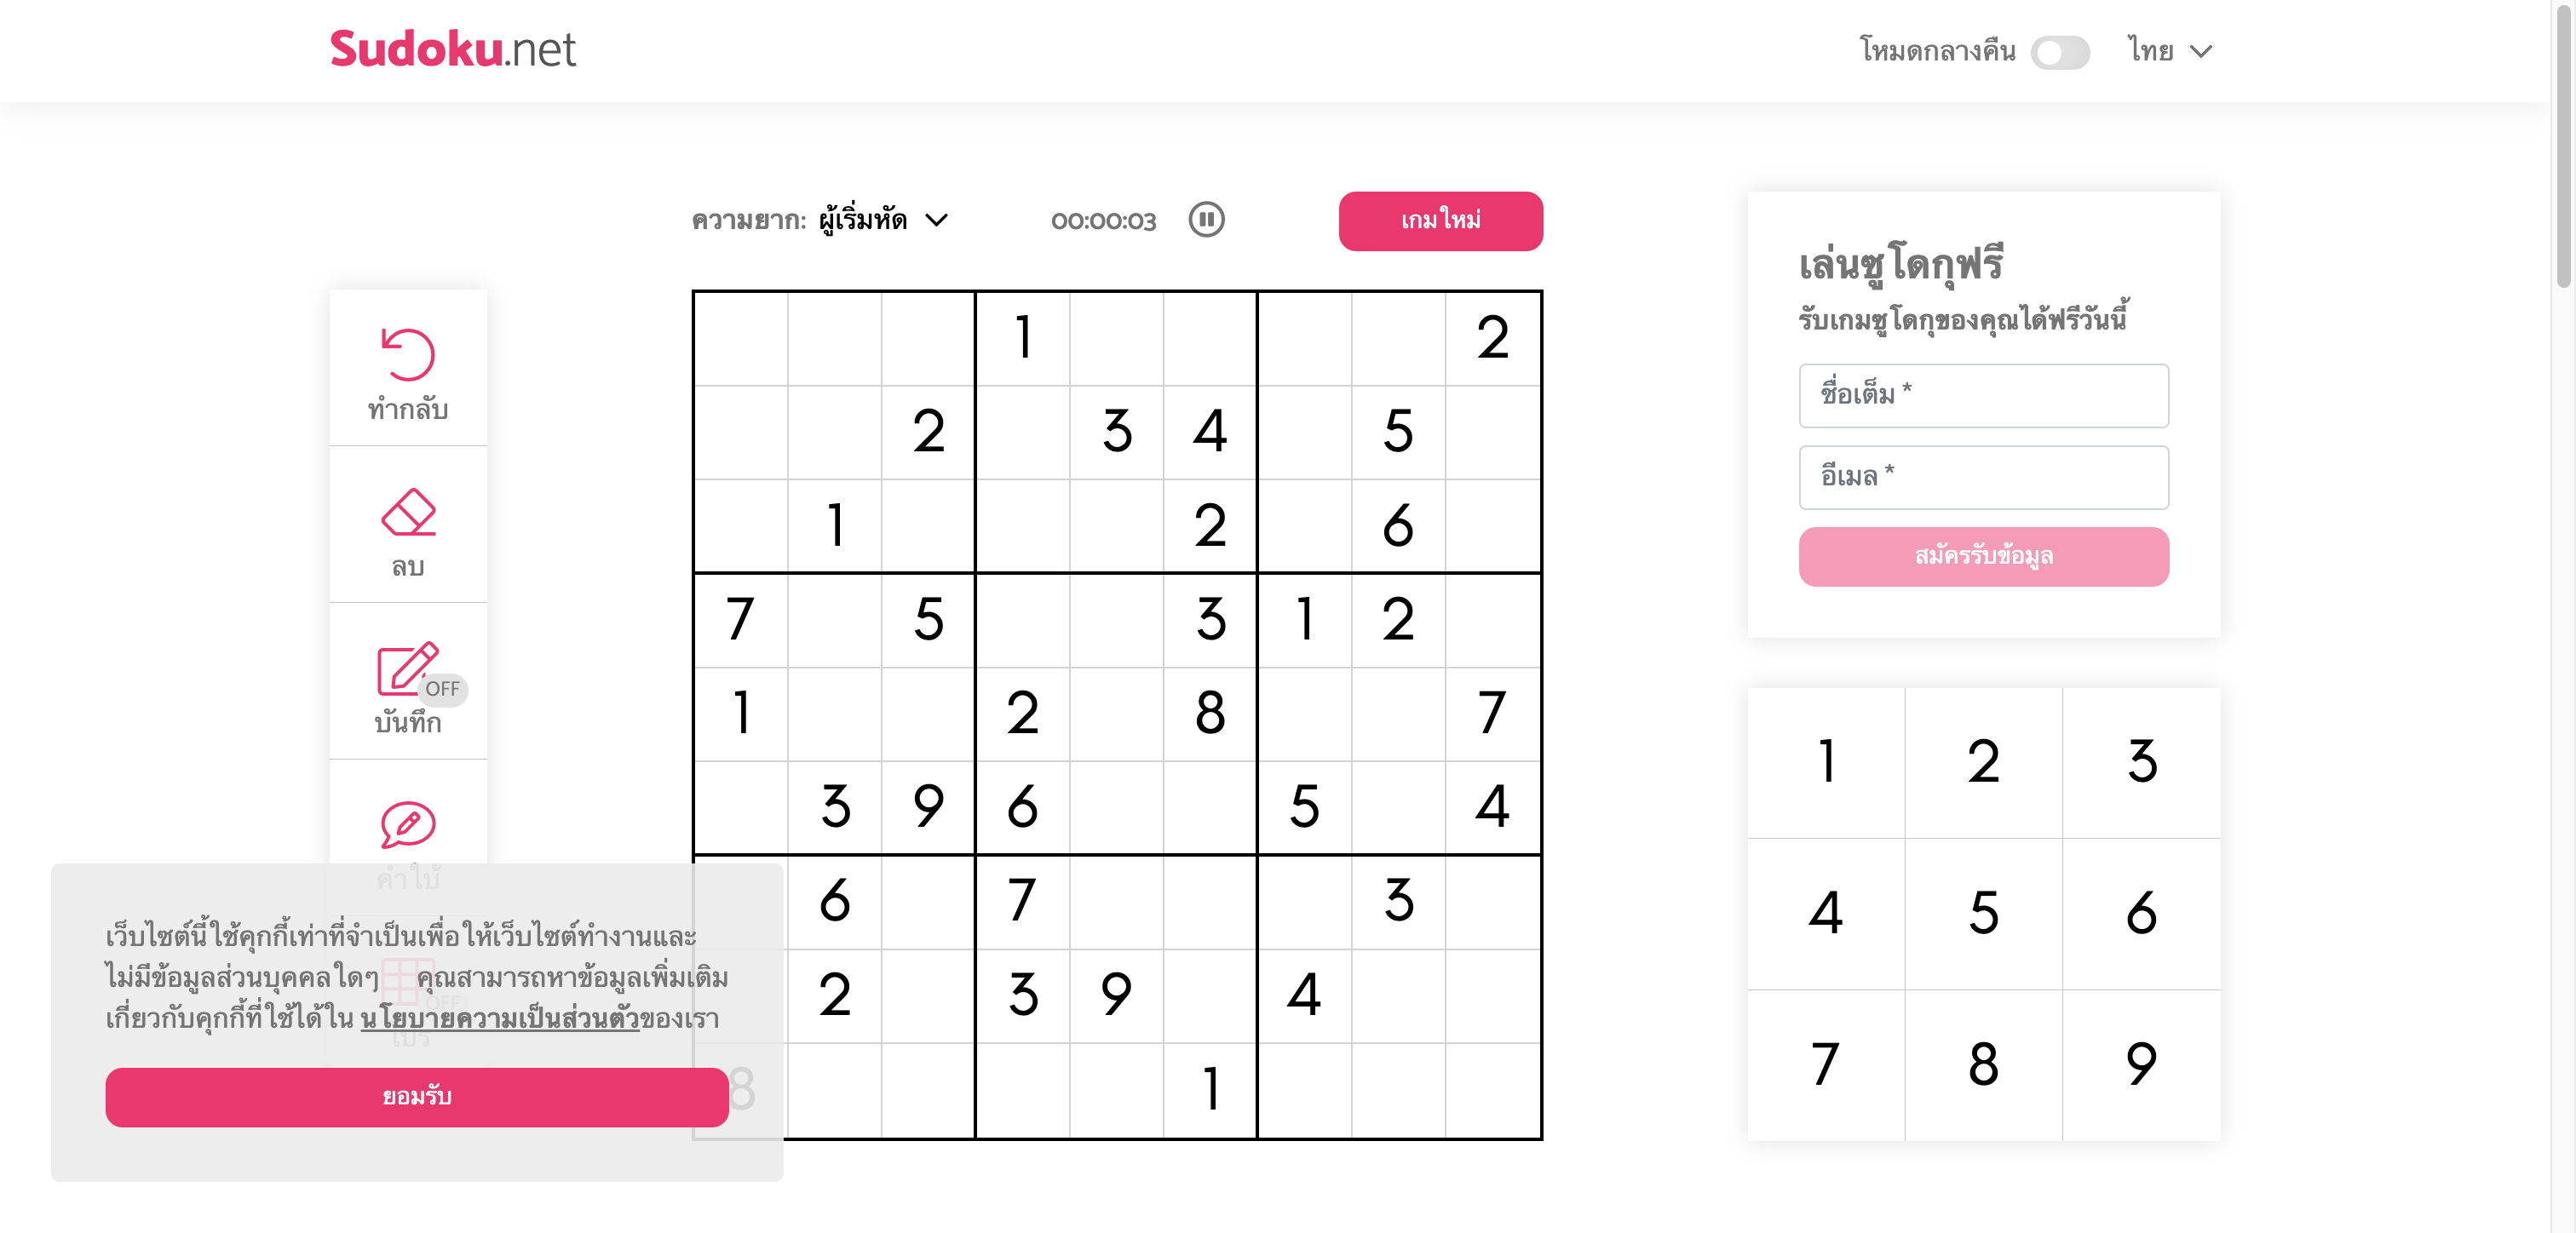 Sudoku.net
โหมดกลางคืน ไทย
ความยาก: ผู้เริ่มหัด 00:00:03 เกมใหม่
ทำกลับ
ลบ
OFF
บันทึก
คำใบ้
OFF
โปร
1 2
2 3 4 5
1 2 6
7 5 3 1 2
1 2 8 7
3 9 6 5 4
6 7 3
2 3 9 4
8 1
เล่นซูโดกุฟรี
รับเกมซูโดกุของคุณได้ฟรีวันนี้
ชื่อเต็ม *
อีเมล *
สมัครรับข้อมูล
1 2 3
4 5 6
7 8 9
เว็บไซต์นี้ใช้คุกกี้เท่าที่จำเป็นเพื่อให้เว็บไซต์ทำงานและ
ไม่มีข้อมูลส่วนบุคคลใดๆ คุณสามารถหาข้อมูลเพิ่มเติม
เกี่ยวกับคุกกี้ที่ใช้ได้ใน นโยบายความเป็นส่วนตัวของเรา
ยอมรับ